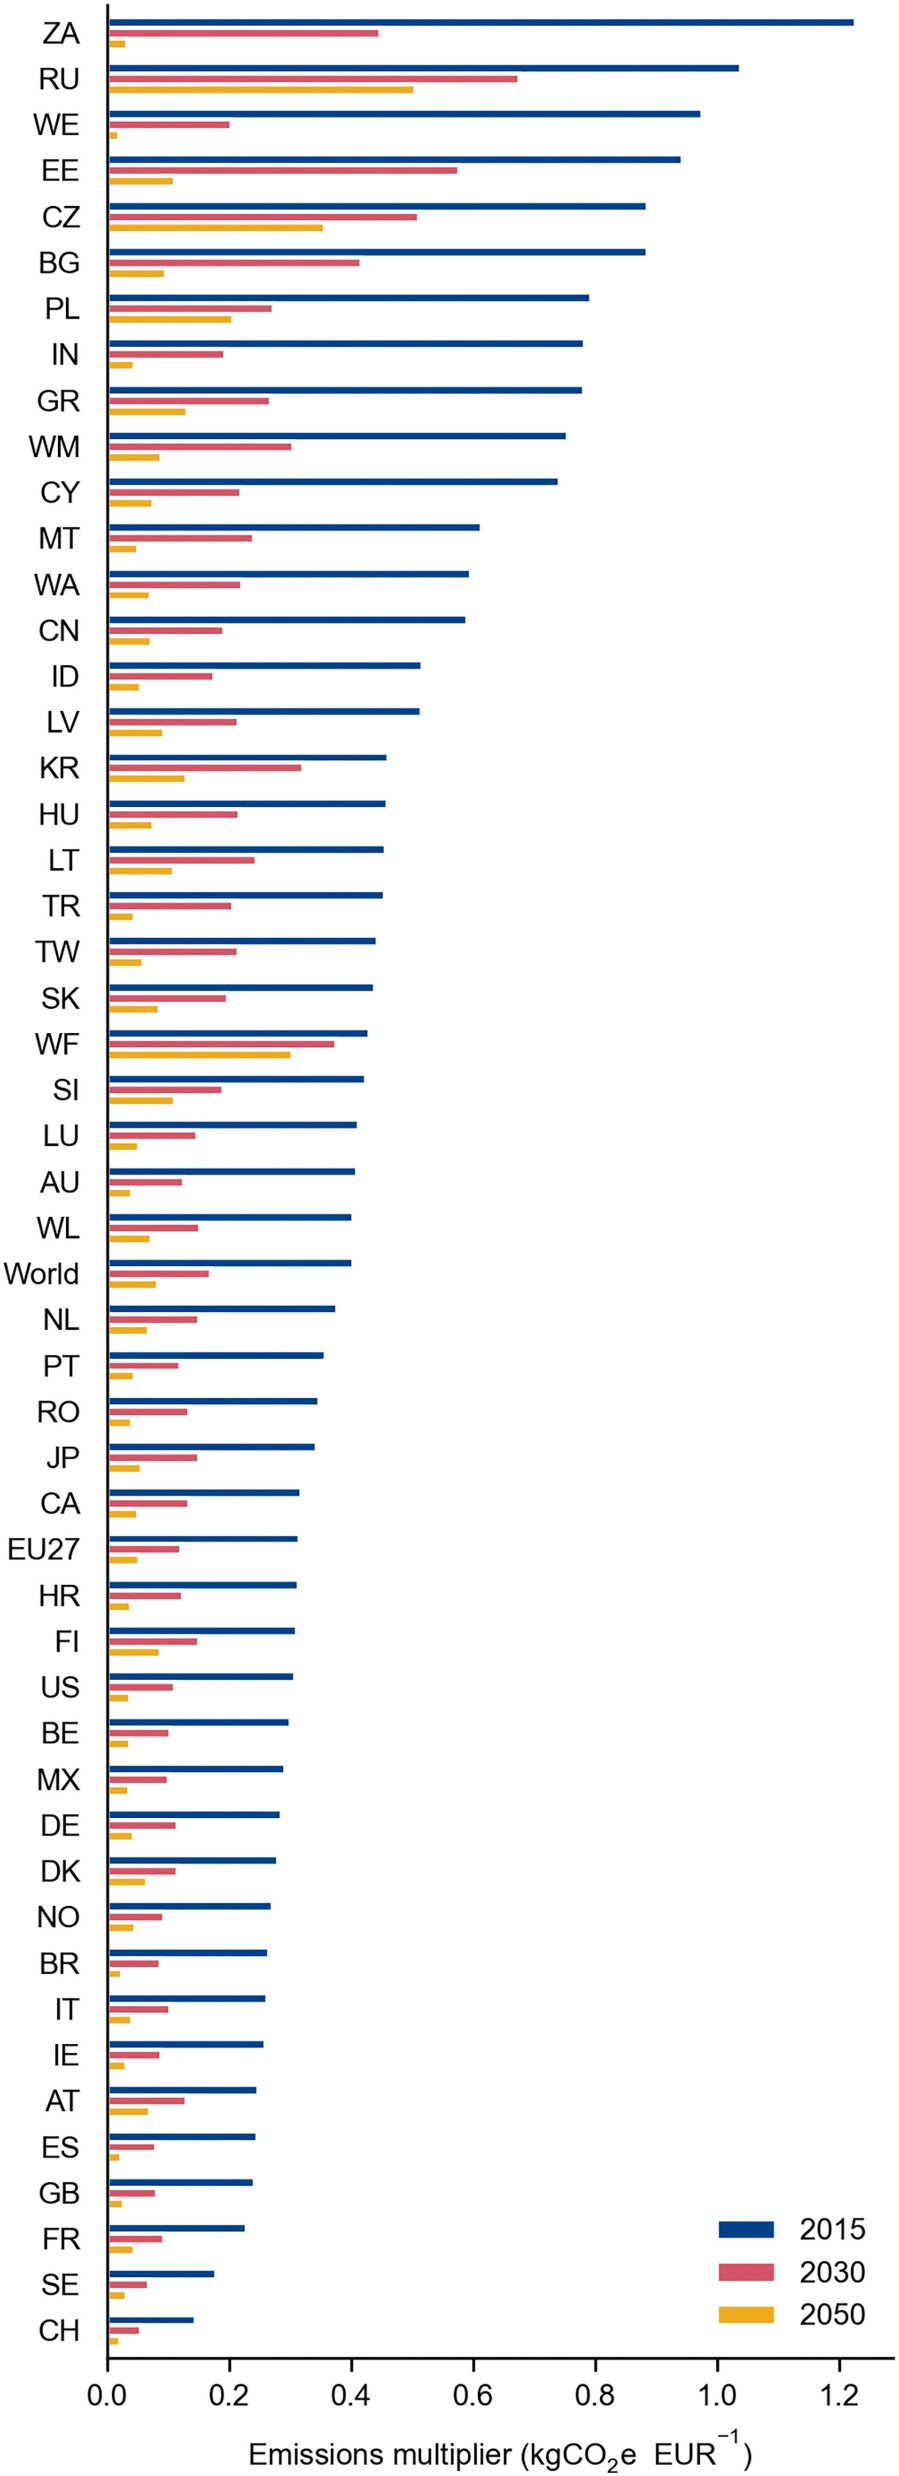 ZA
RU
WE
EE
CZ
BG
PL
IN
GR
WM
CY
MT
WA
CN
ID
LV
KR
HU
LT
TR
TW
SK
WF
SI
LU
AU
WL
World
NL
PT
RO
JP
CA
EU27
HR
FI
US
BE
MX
DE
DK
NO
BR
IT
IE
AT
ES
GB
FR
SE
CH
2015
2030
2050
0.0 0.2 0.4 0.6 0.8 1.0 1.2
Emissions multiplier (kgCO₂e EUR⁻¹)